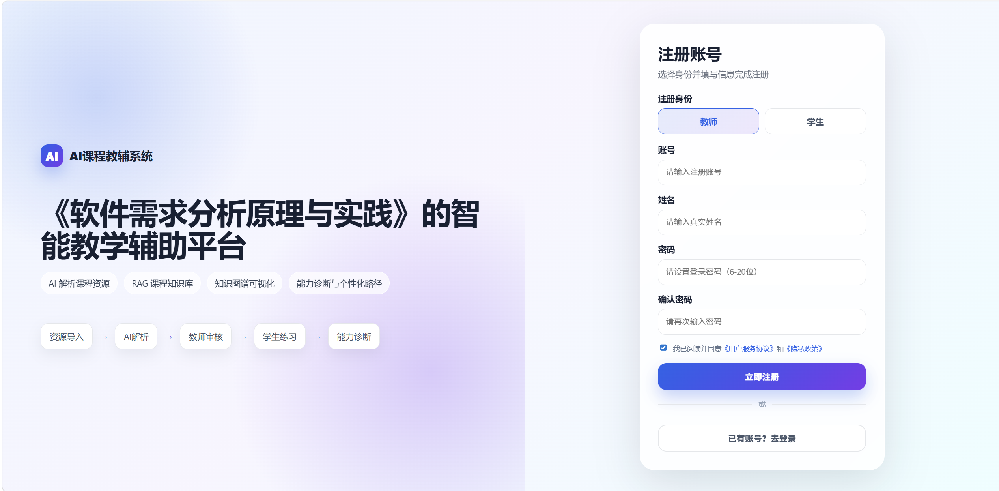 AI
AI课程教辅系统
《软件需求分析原理与实践》的智
能教学辅助平台
AI 解析课程资源
RAG 课程知识库
知识图谱可视化
能力诊断与个性化路径
资源导入 → AI解析 → 教师审核 → 学生练习 → 能力诊断
注册账号
选择身份并填写信息完成注册
注册身份
教师
学生
账号
请输入注册账号
姓名
请输入真实姓名
密码
请设置登录密码（6-20位）
确认密码
请再次输入密码
我已阅读并同意《用户服务协议》和《隐私政策》
立即注册
或
已有账号？去登录